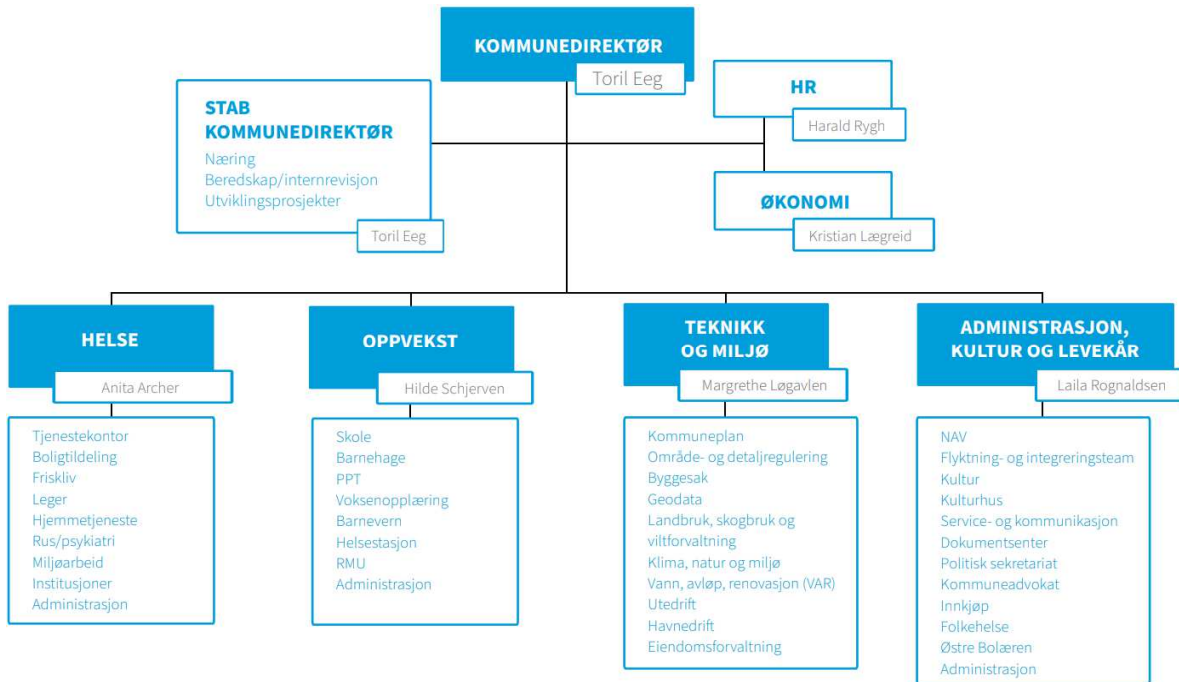 KOMMUNEDIREKTØR
Toril Eeg
STAB
KOMMUNEDIREKTØR
Næring
Beredskap/internrevisjon
Utviklingsprosjekter
Toril Eeg
HR
Harald Rygh
ØKONOMI
Kristian Lægreid
HELSE
Anita Archer
Tjenestekontor
Boligtildeling
Friskliv
Leger
Hjemmetjeneste
Rus/psykiatri
Miljøarbeid
Institusjoner
Administrasjon
OPPVEKST
Hilde Schjerven
Skole
Barnehage
PPT
Voksenopplæring
Barnevern
Helsestasjon
RMU
Administrasjon
TEKNIKK
OG MILJØ
Margrethe Løgavlen
Kommuneplan
Område- og detaljregulering
Byggesak
Geodata
Landbruk, skogbruk og
viltforvaltning
Klima, natur og miljø
Vann, avløp, renovasjon (VAR)
Utedrift
Havnedrift
Eiendomsforvaltning
ADMINISTRASJON,
KULTUR OG LEVEKÅR
Laila Rognaldsen
NAV
Flyktning- og integreringsteam
Kultur
Kulturhus
Service- og kommunikasjon
Dokumentsenter
Politisk sekretariat
Kommuneadvokat
Innkjøp
Folkehelse
Østre Bolæren
Administrasjon